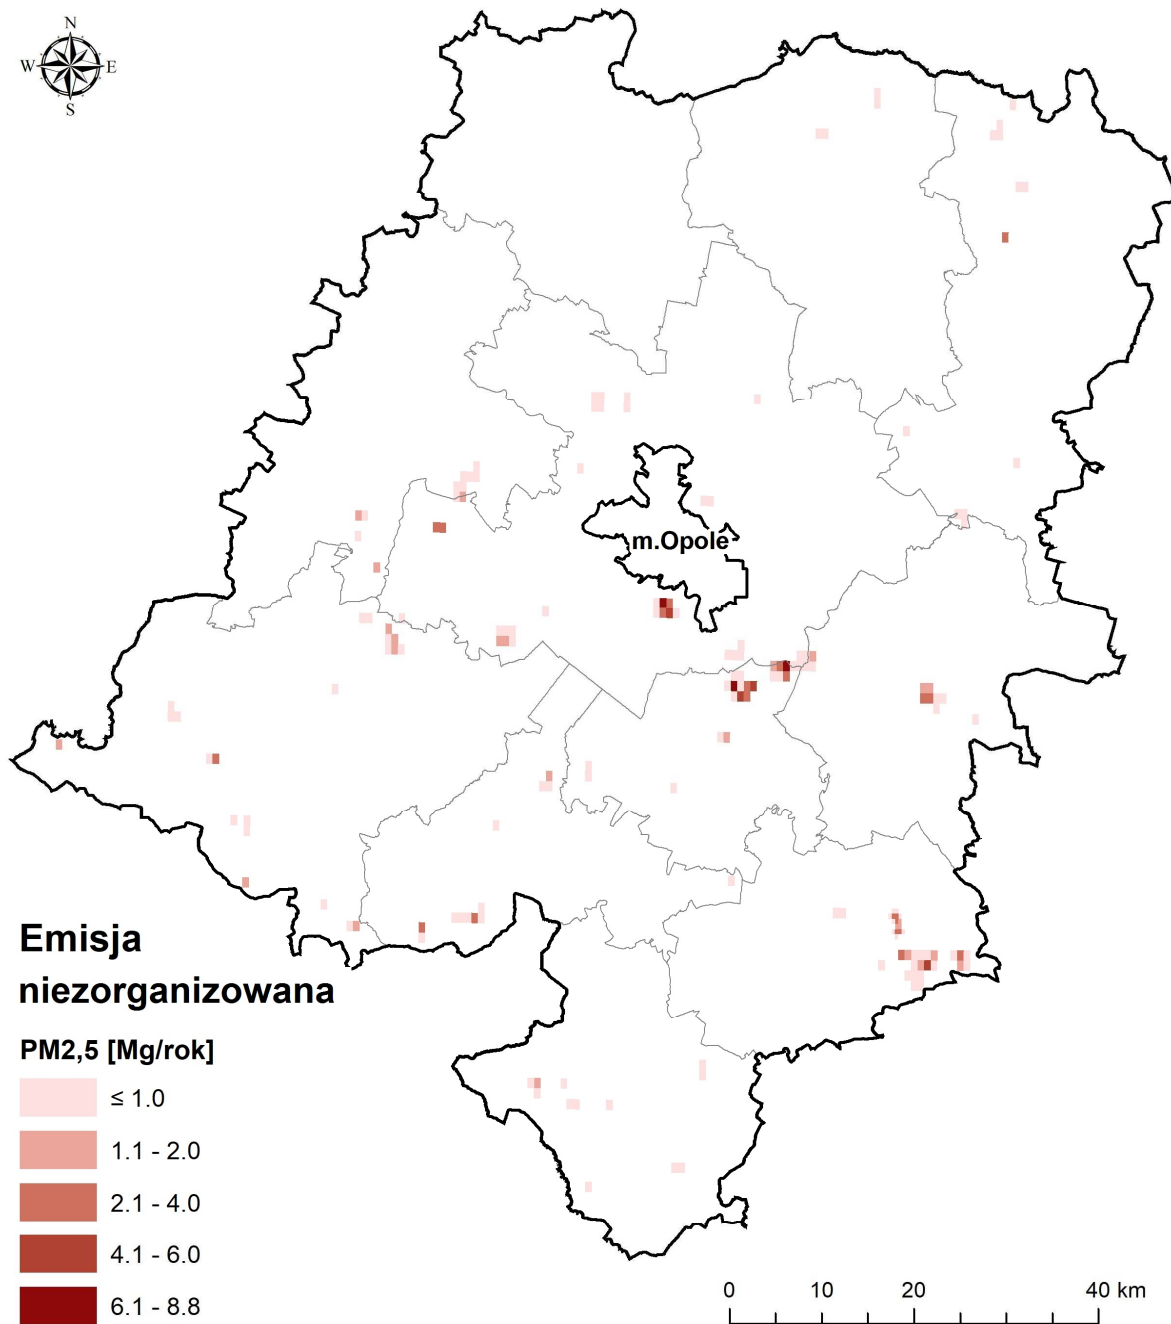 N
W E
S
m.Opole
Emisja
niezorganizowana
PM2,5 [Mg/rok]
≤ 1.0
1.1 - 2.0
2.1 - 4.0
4.1 - 6.0
6.1 - 8.8
0 10 20 40 km